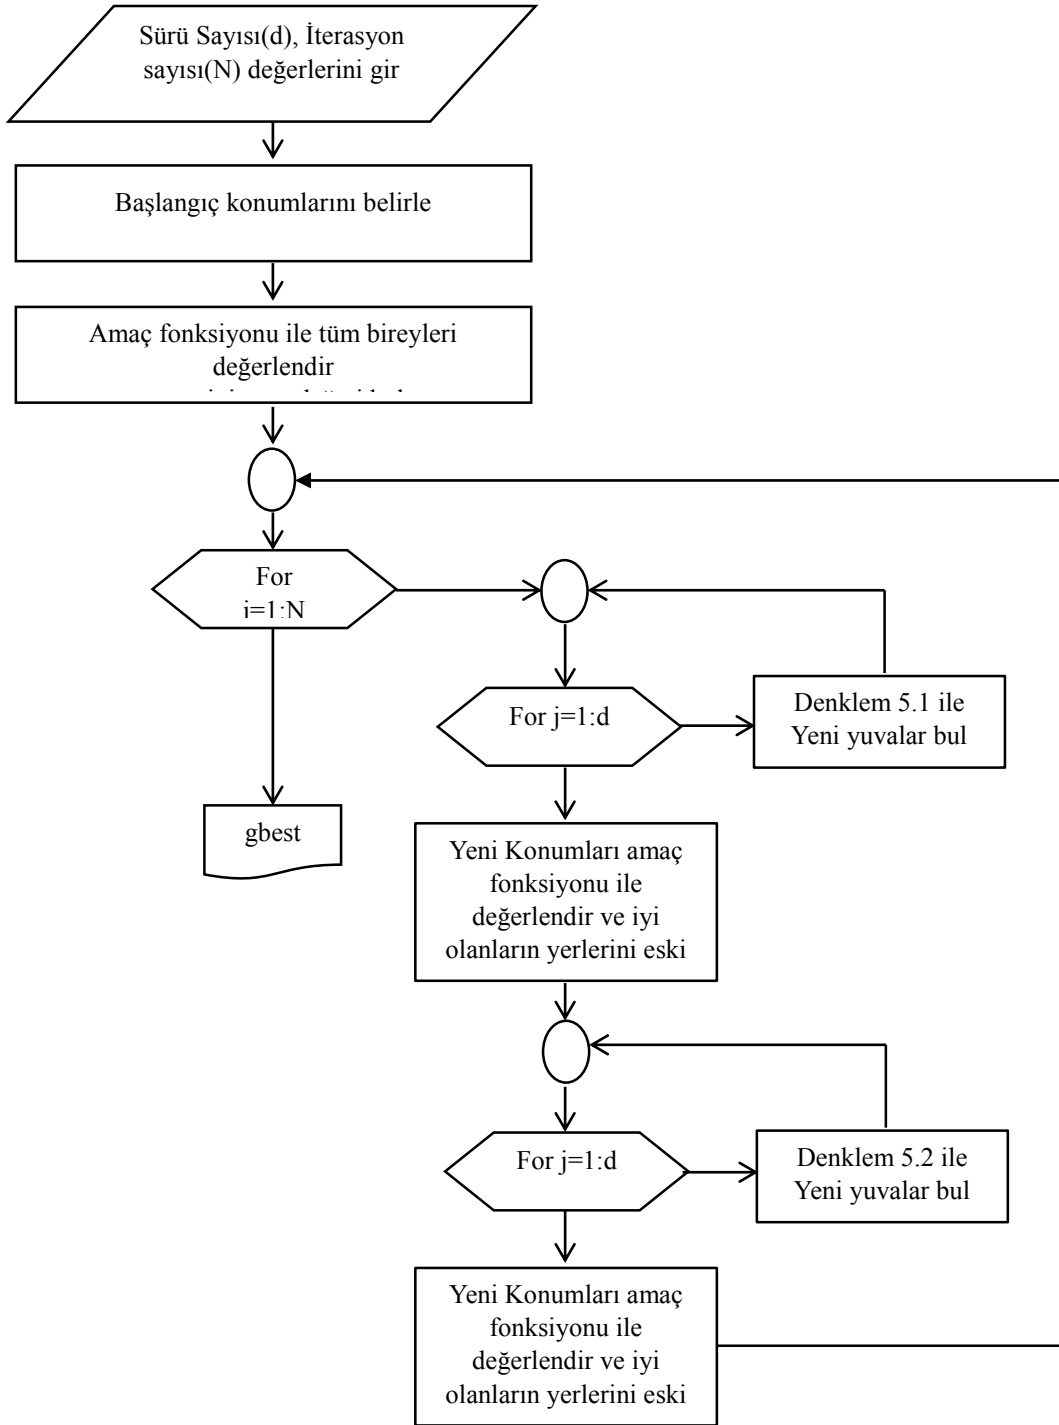 Sürü Sayısı(d), İterasyon
sayısı(N) değerlerini gir
Başlangıç konumlarını belirle
Amaç fonksiyonu ile tüm bireyleri
değerlendir
For
i=1:N
For j=1:d
Denklem 5.1 ile
Yeni yuvalar bul
gbest
Yeni Konumları amaç
fonksiyonu ile
değerlendir ve iyi
olanların yerlerini eski
For j=1:d
Denklem 5.2 ile
Yeni yuvalar bul
Yeni Konumları amaç
fonksiyonu ile
değerlendir ve iyi
olanların yerlerini eski